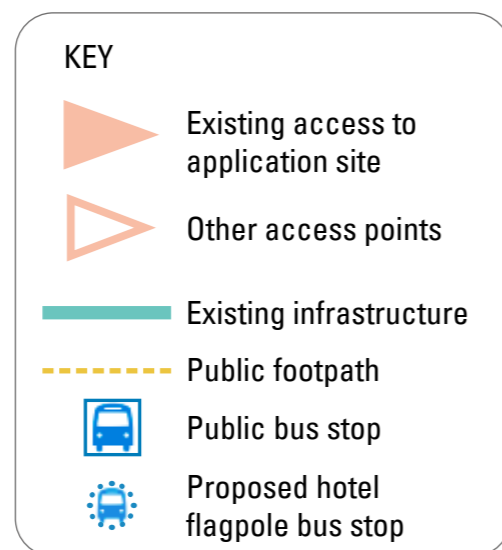 KEY
Existing access to
application site
Other access points
Existing infrastructure
Public footpath
Public bus stop
Proposed hotel
flagpole bus stop